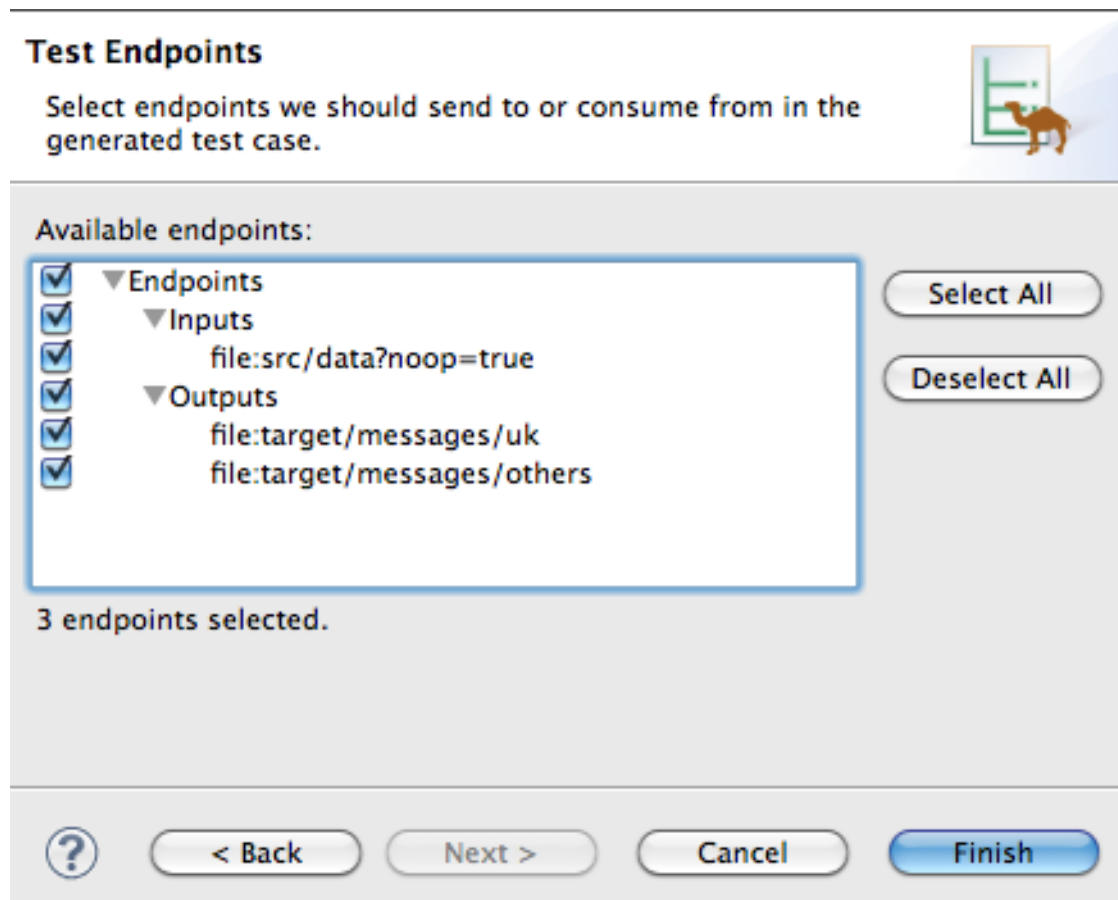 Test Endpoints
Select endpoints we should send to or consume from in the
generated test case.
Available endpoints:
Endpoints
Inputs
file:src/data?noop=true
Outputs
file:target/messages/uk
file:target/messages/others
Select All
Deselect All
3 endpoints selected.
?
< Back
Next >
Cancel
Finish